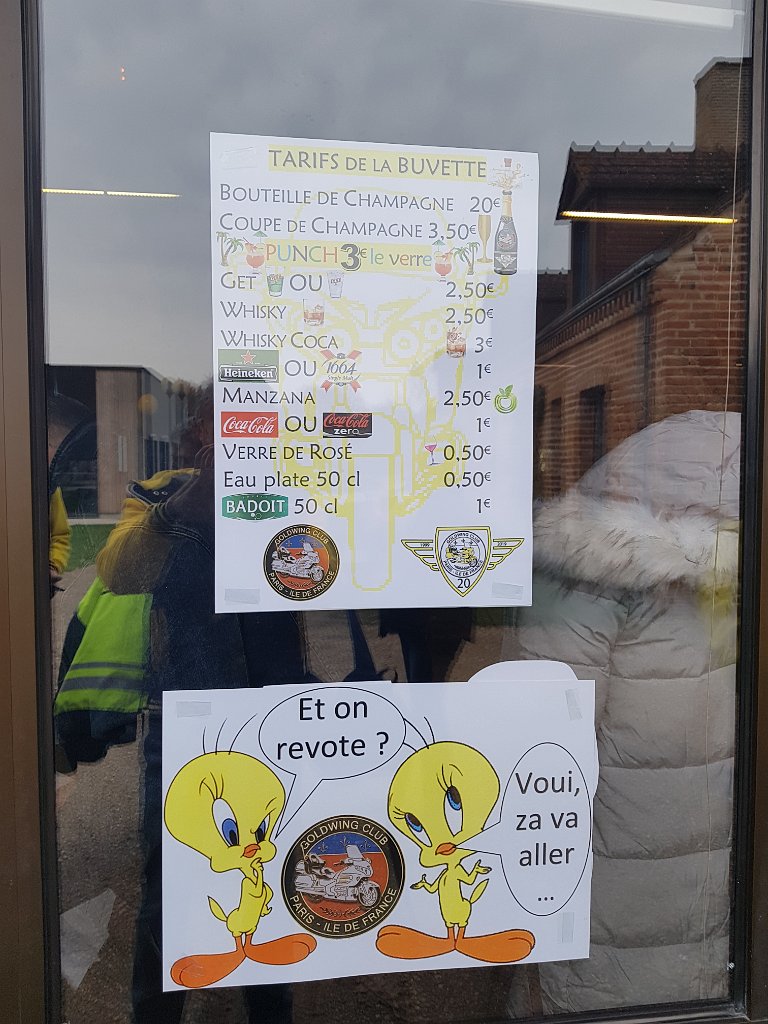 TARIFS DE LA BUVETTE
BOUTEILLE DE CHAMPAGNE 20€
COUPE DE CHAMPAGNE 3,50€
PUNCH 3€ le verre
GET OU 2,50€
WHISKY 2,50€
WHISKY COCA 3€
Heineken OU 1664 1€
MANZANA 2,50€
Coca-Cola OU Coca-Cola zero 1€
VERRE DE ROSÉ 0,50€
Eau plate 50 cl 0,50€
BADOIT 50 cl 1€
GOLDWING CLUB
PARIS - ILE DE FRANCE
1999 GOLDWING CLUB 2019
20
Et on
revote ?
Voui,
za va
aller
...
GOLDWING CLUB
PARIS - ILE DE FRANCE